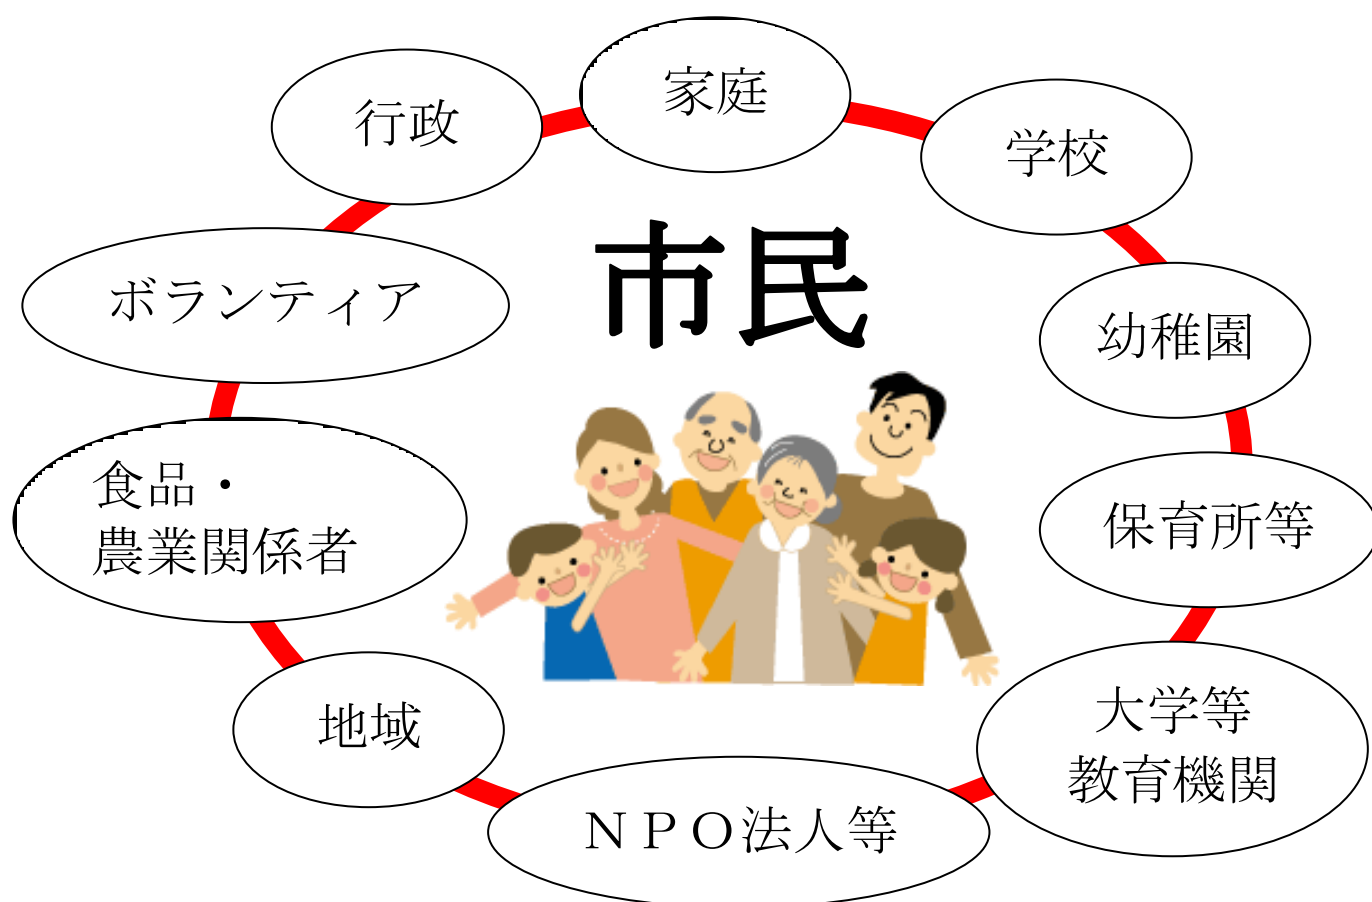 家庭
行政
学校
市民
ボランティア
幼稚園
食品・
農業関係者
保育所等
地域
大学等
教育機関
ＮＰＯ法人等